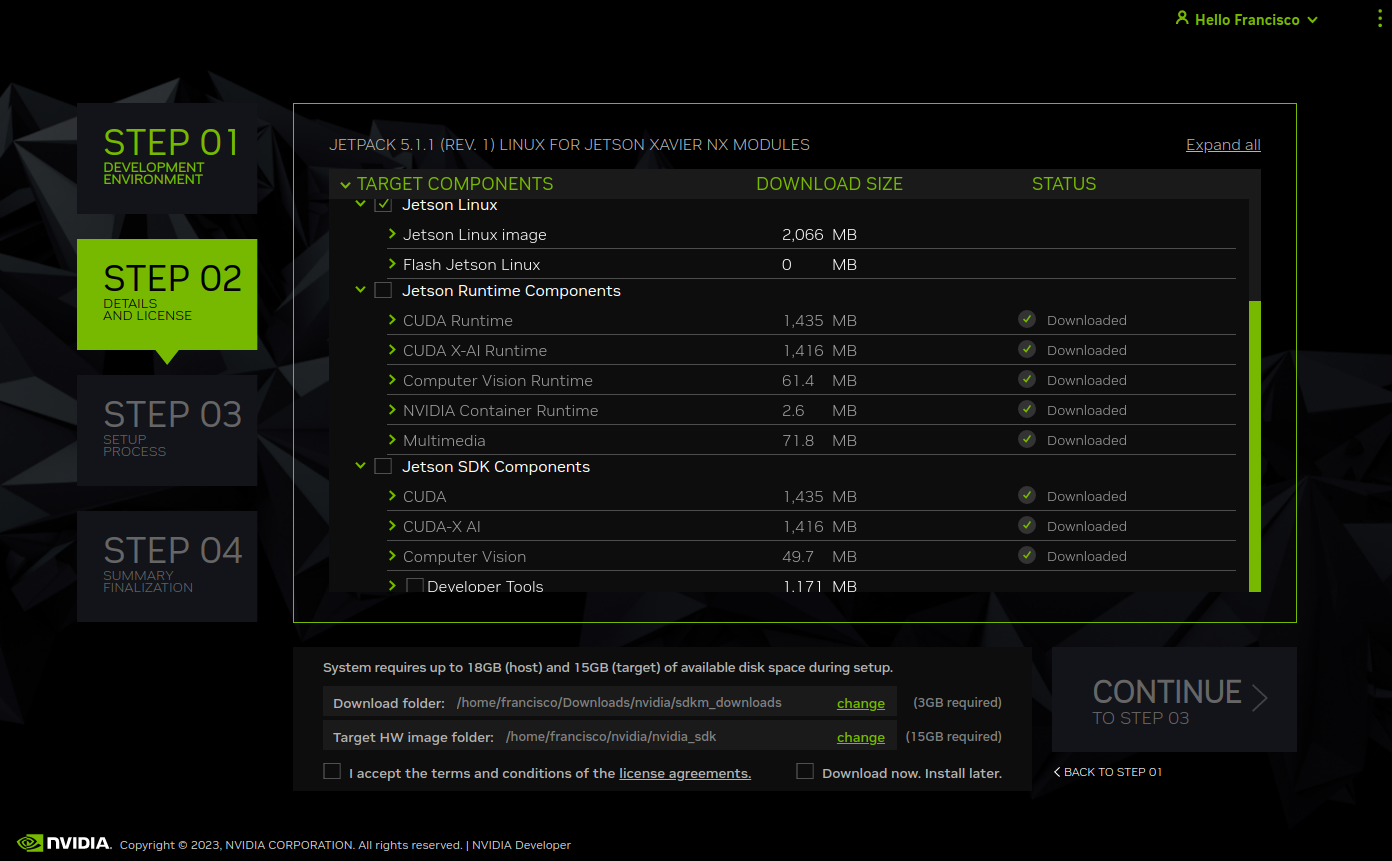 Hello Francisco
STEP 01
DEVELOPMENT
ENVIRONMENT
STEP 02
DETAILS
AND LICENSE
STEP 03
SETUP
PROCESS
STEP 04
SUMMARY
FINALIZATION
JETPACK 5.1.1 (REV. 1) LINUX FOR JETSON XAVIER NX MODULES Expand all
TARGET COMPONENTS DOWNLOAD SIZE STATUS
Jetson Linux
Jetson Linux image 2,066 MB
Flash Jetson Linux 0 MB
Jetson Runtime Components
CUDA Runtime 1,435 MB Downloaded
CUDA X-AI Runtime 1,416 MB Downloaded
Computer Vision Runtime 61.4 MB Downloaded
NVIDIA Container Runtime 2.6 MB Downloaded
Multimedia 71.8 MB Downloaded
Jetson SDK Components
CUDA 1,435 MB Downloaded
CUDA-X AI 1,416 MB Downloaded
Computer Vision 49.7 MB Downloaded
Developer Tools 1,171 MB
System requires up to 18GB (host) and 15GB (target) of available disk space during setup.
Download folder: /home/francisco/Downloads/nvidia/sdkm_downloads change (3GB required)
Target HW image folder: /home/francisco/nvidia/nvidia_sdk change (15GB required)
I accept the terms and conditions of the license agreements. Download now. Install later.
CONTINUE
TO STEP 03
BACK TO STEP 01
NVIDIA. Copyright © 2023, NVIDIA CORPORATION. All rights reserved. | NVIDIA Developer